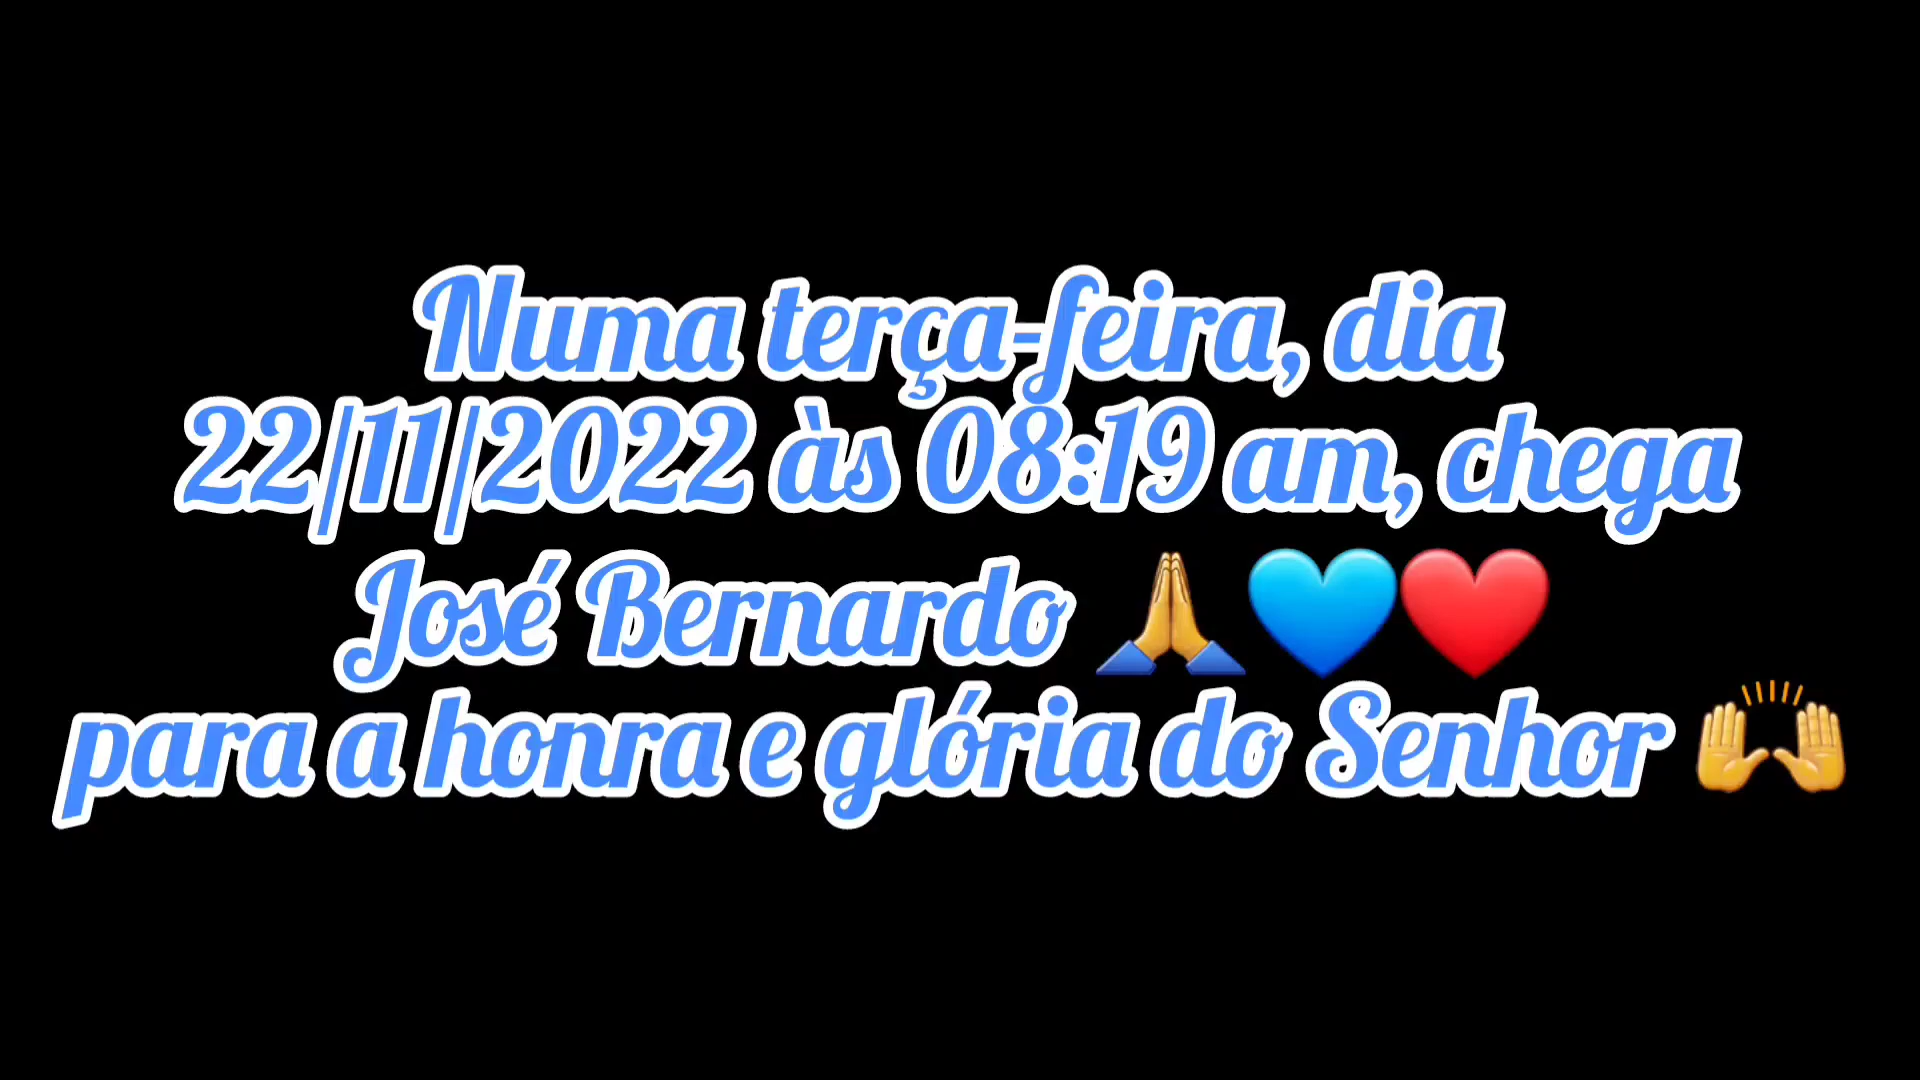 Numa terça-feira, dia
22/11/2022 às 08:19 am, chega
José Bernardo 🙏💙❤️
para a honra e glória do Senhor 🙌